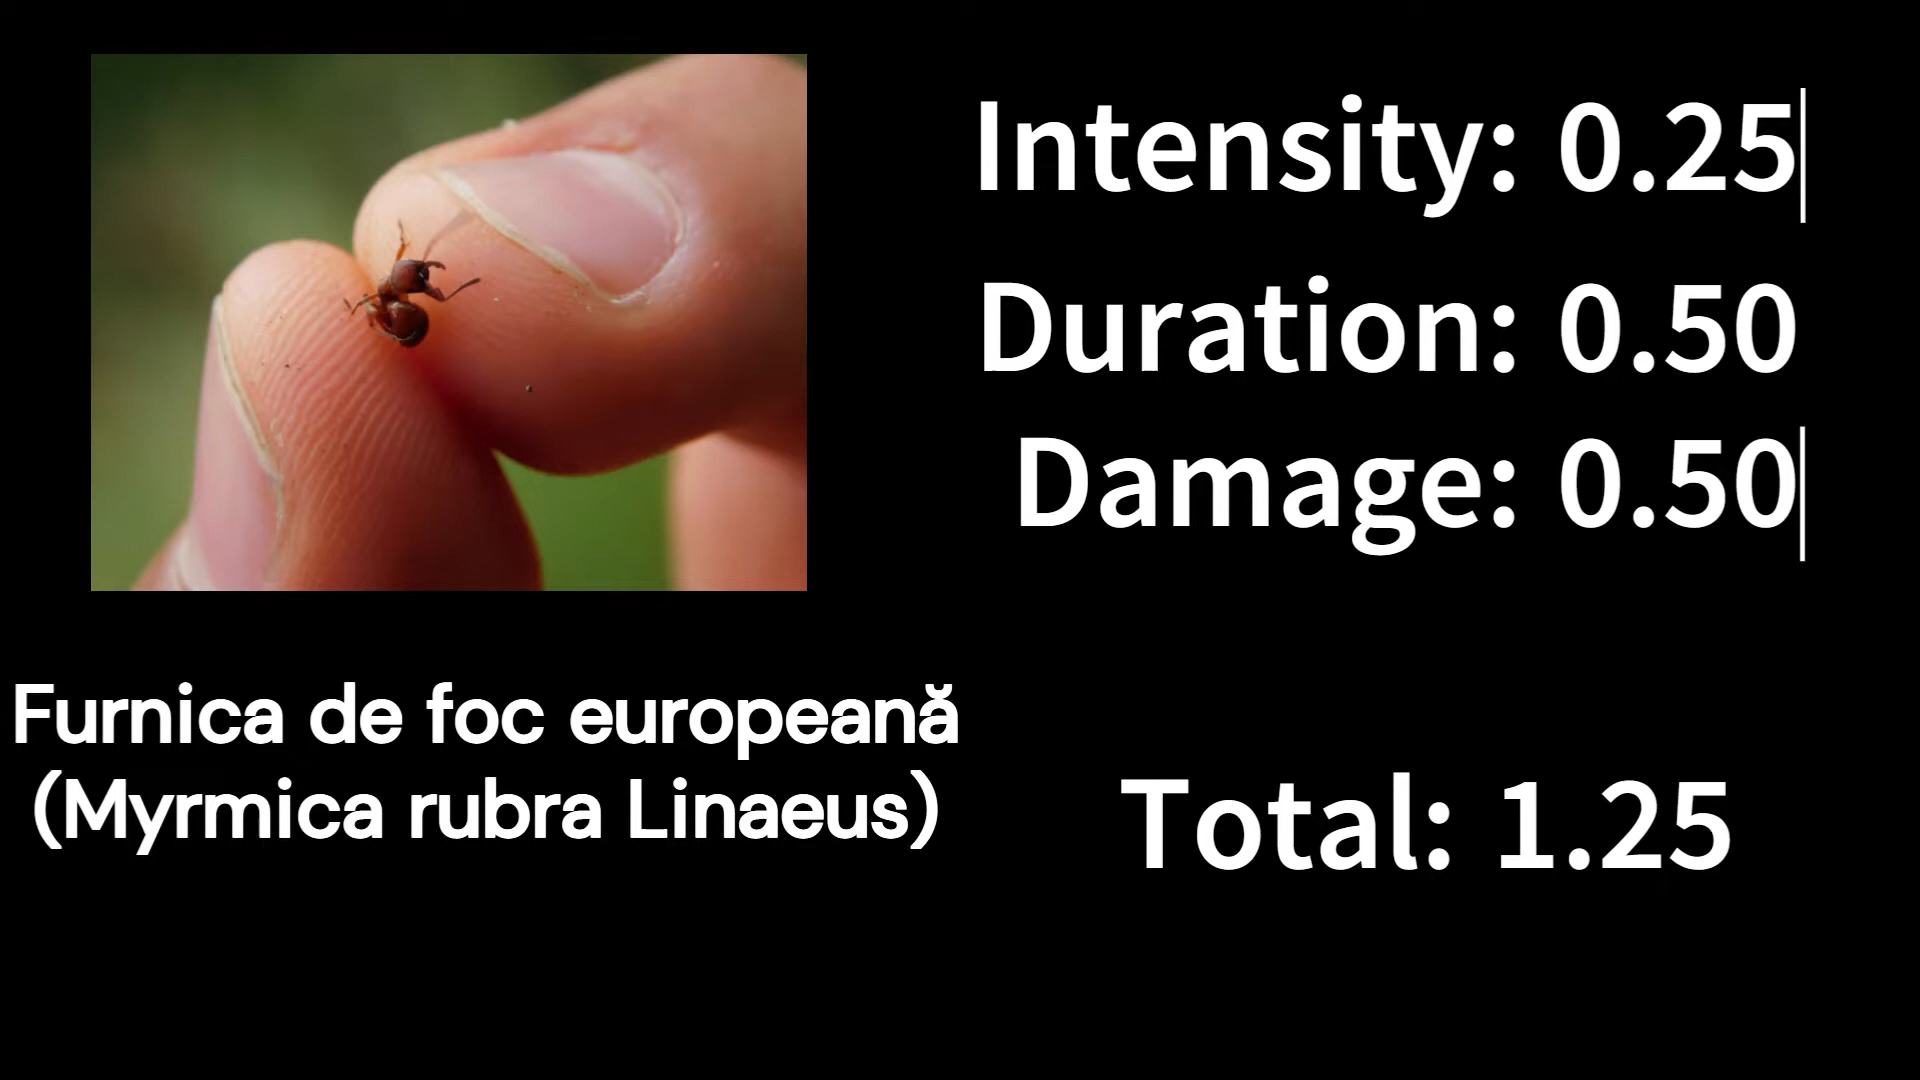 Intensity: 0.25
Duration: 0.50
Damage: 0.50
Furnica de foc europeană
(Myrmica rubra Linaeus)
Total: 1.25